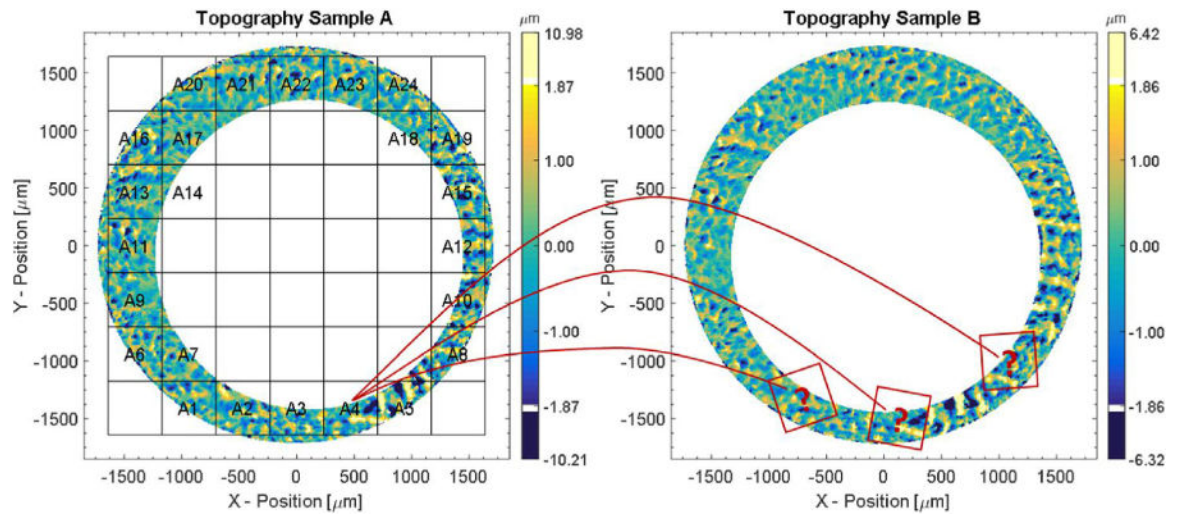 Topography Sample A
μm
10.98
1.87
1.00
0.00
-1.00
-1.87
-10.21
Y - Position [μm]
1500
1000
500
0
-500
-1000
-1500
A20 A21 A22 A23 A24
A16 A17 A18 A19
A13 A14 A15
A11 A12
A9 A10
A6 A7 A8
A1 A2 A3 A4 A5
-1500 -1000 -500 0 500 1000 1500
X - Position [μm]
Topography Sample B
μm
6.42
1.86
1.00
0.00
-1.00
-1.86
-6.32
Y - Position [μm]
1500
1000
500
0
-500
-1000
-1500
?
?
?
-1500 -1000 -500 0 500 1000 1500
X - Position [μm]